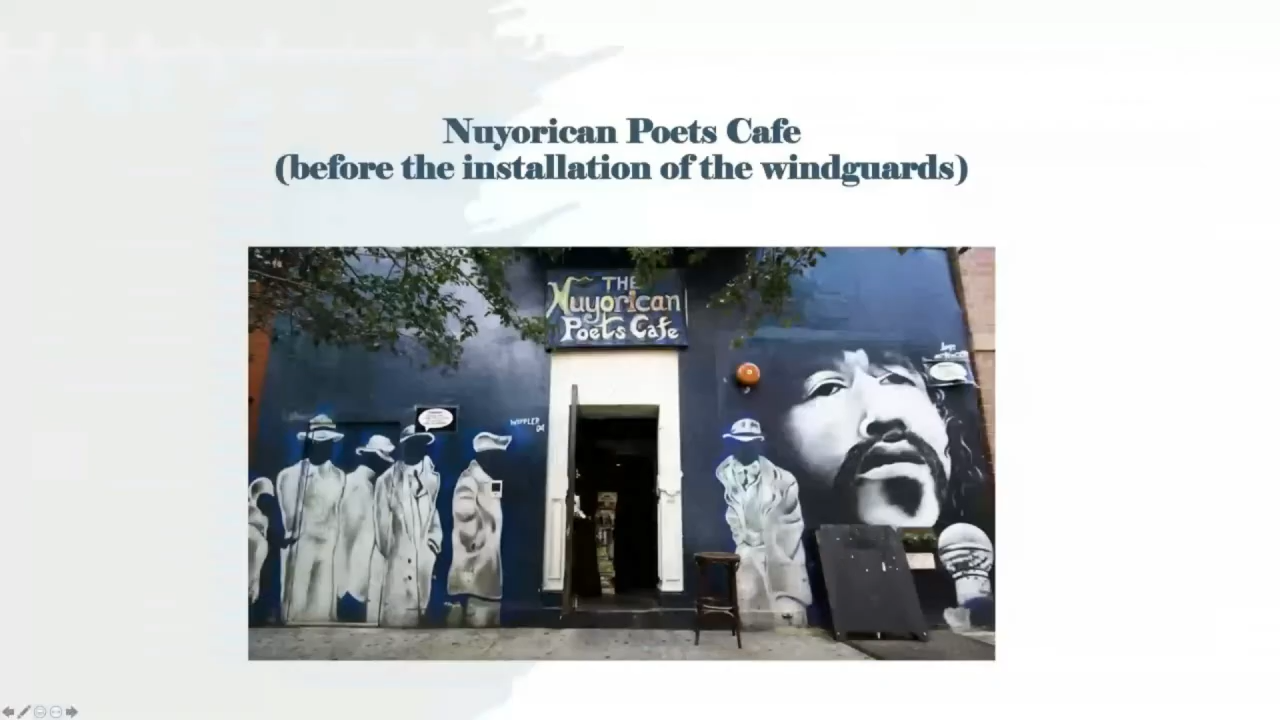 Nuyorican Poets Cafe
(before the installation of the windguards)
THE
Nuyorican
Poets Cafe